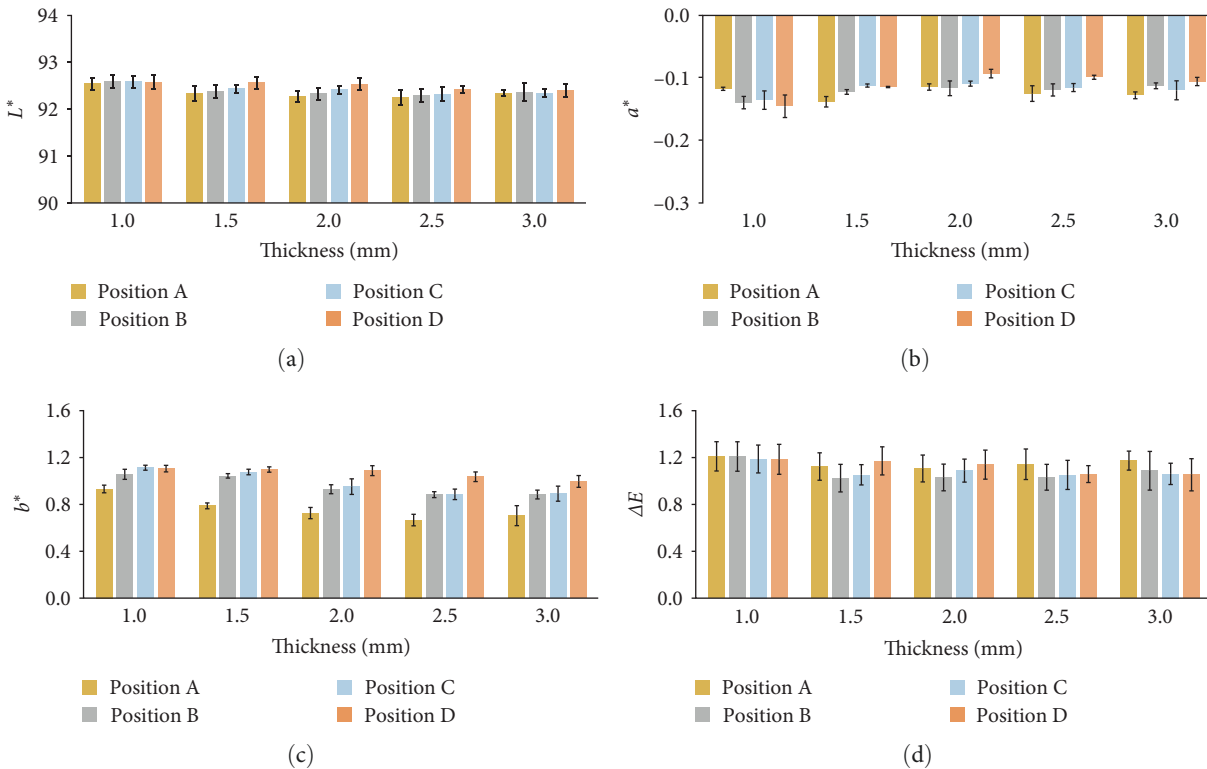 94
93
92
91
90
L*
1.0 1.5 2.0 2.5 3.0
Thickness (mm)
Position A Position C
Position B Position D
(a)
0.0
–0.1
–0.2
–0.3
a*
1.0 1.5 2.0 2.5 3.0
Thickness (mm)
Position A Position C
Position B Position D
(b)
1.6
1.2
0.8
0.4
0.0
b*
1.0 1.5 2.0 2.5 3.0
Thickness (mm)
Position A Position C
Position B Position D
(c)
1.6
1.2
0.8
0.4
0.0
ΔE
1.0 1.5 2.0 2.5 3.0
Thickness (mm)
Position A Position C
Position B Position D
(d)